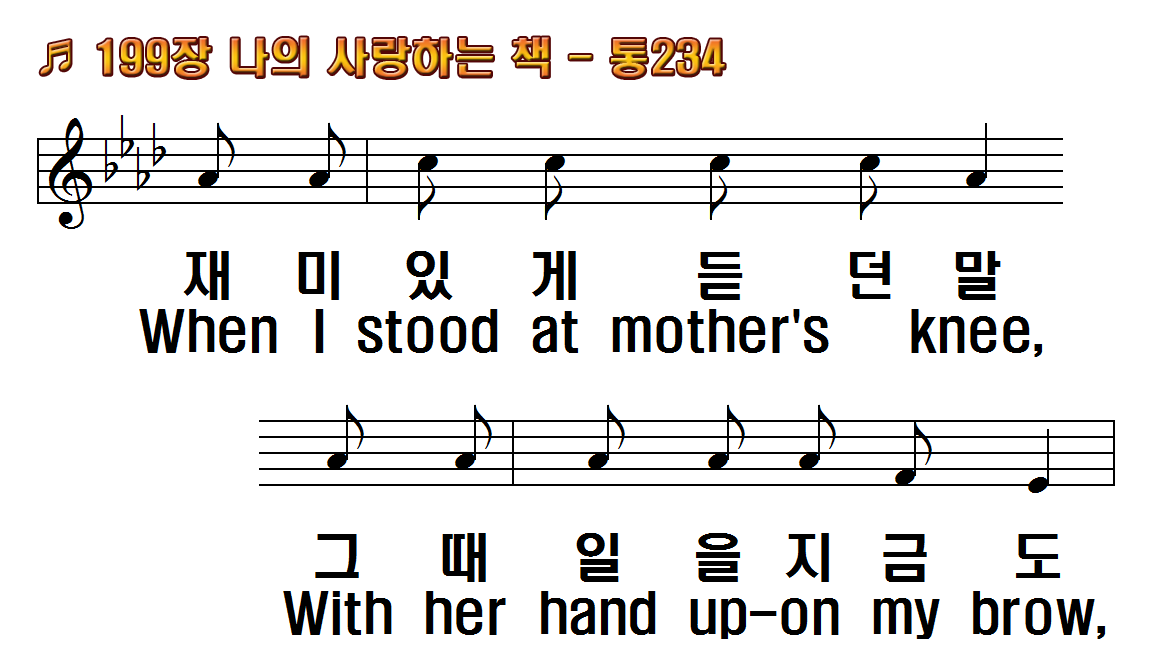 199장 나의 사랑하는 책 - 통234
재 미 있 게 듣 던 말
When I stood at mother's knee,
그 때 일 을 지 금 도
With her hand up-on my brow,